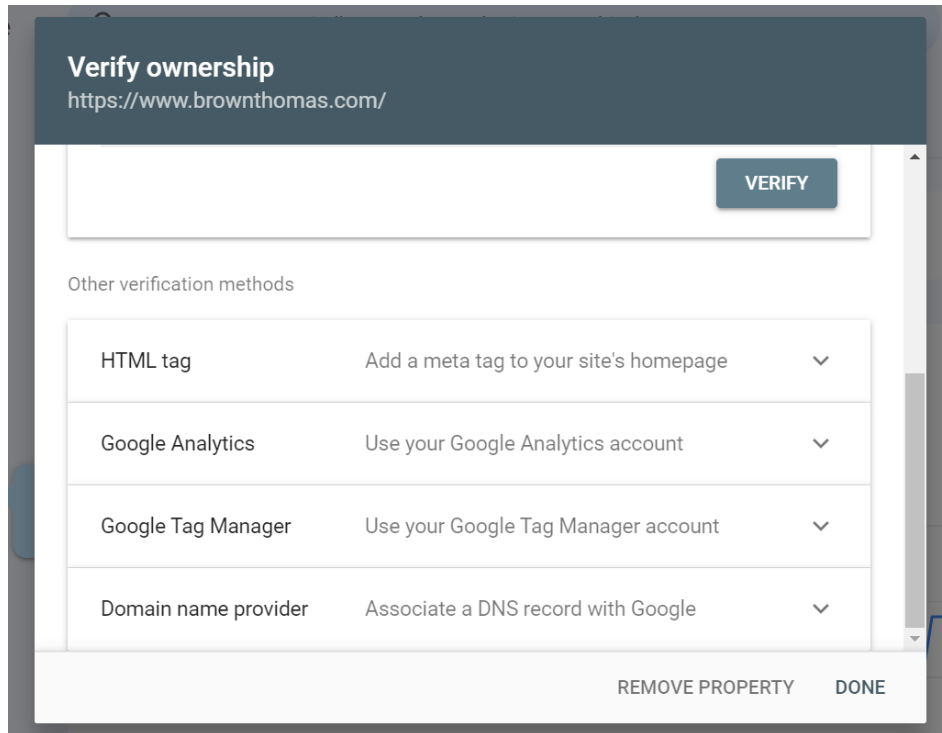 Verify ownership
https://www.brownthomas.com/
VERIFY
Other verification methods
HTML tag Add a meta tag to your site's homepage
Google Analytics Use your Google Analytics account
Google Tag Manager Use your Google Tag Manager account
Domain name provider Associate a DNS record with Google
REMOVE PROPERTY DONE